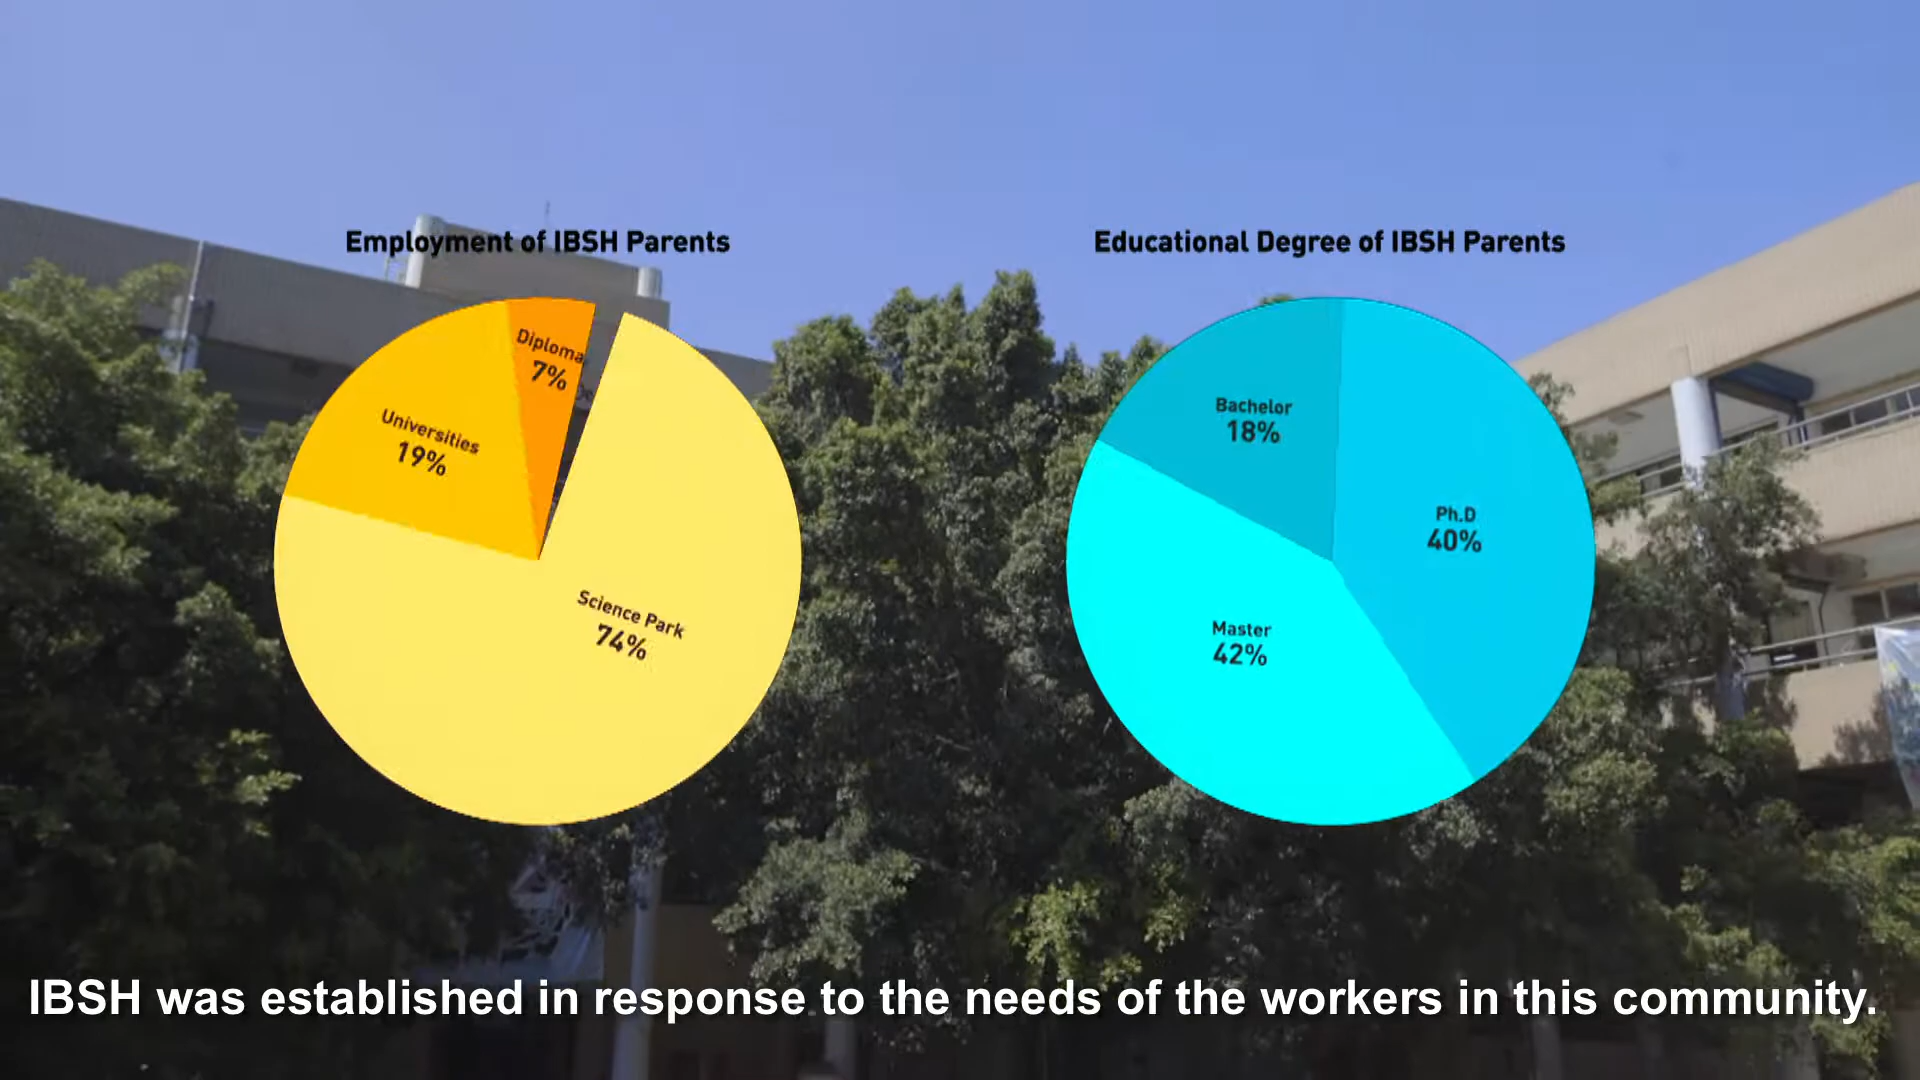 Employment of IBSH Parents
Diploma
7%
Universities
19%
Science Park
74%
Educational Degree of IBSH Parents
Bachelor
18%
Ph.D
40%
Master
42%
IBSH was established in response to the needs of the workers in this community.